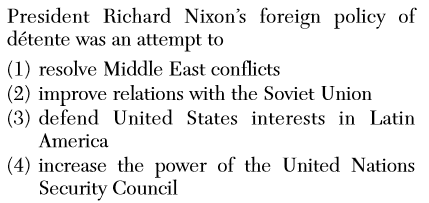 President Richard Nixon’s foreign policy of
détente was an attempt to
(1) resolve Middle East conflicts
(2) improve relations with the Soviet Union
(3) defend United States interests in Latin
America
(4) increase the power of the United Nations
Security Council